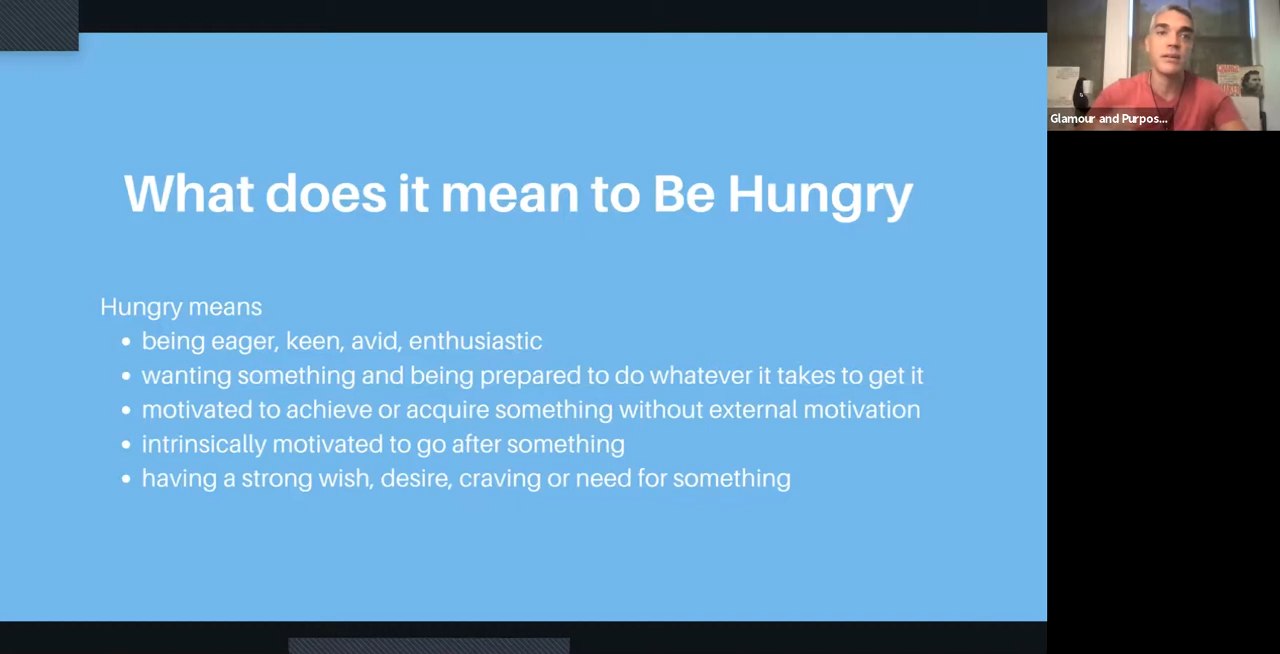 What does it mean to Be Hungry
Hungry means
• being eager, keen, avid, enthusiastic
• wanting something and being prepared to do whatever it takes to get it
• motivated to achieve or acquire something without external motivation
• intrinsically motivated to go after something
• having a strong wish, desire, craving or need for something
Glamour and Purpos...